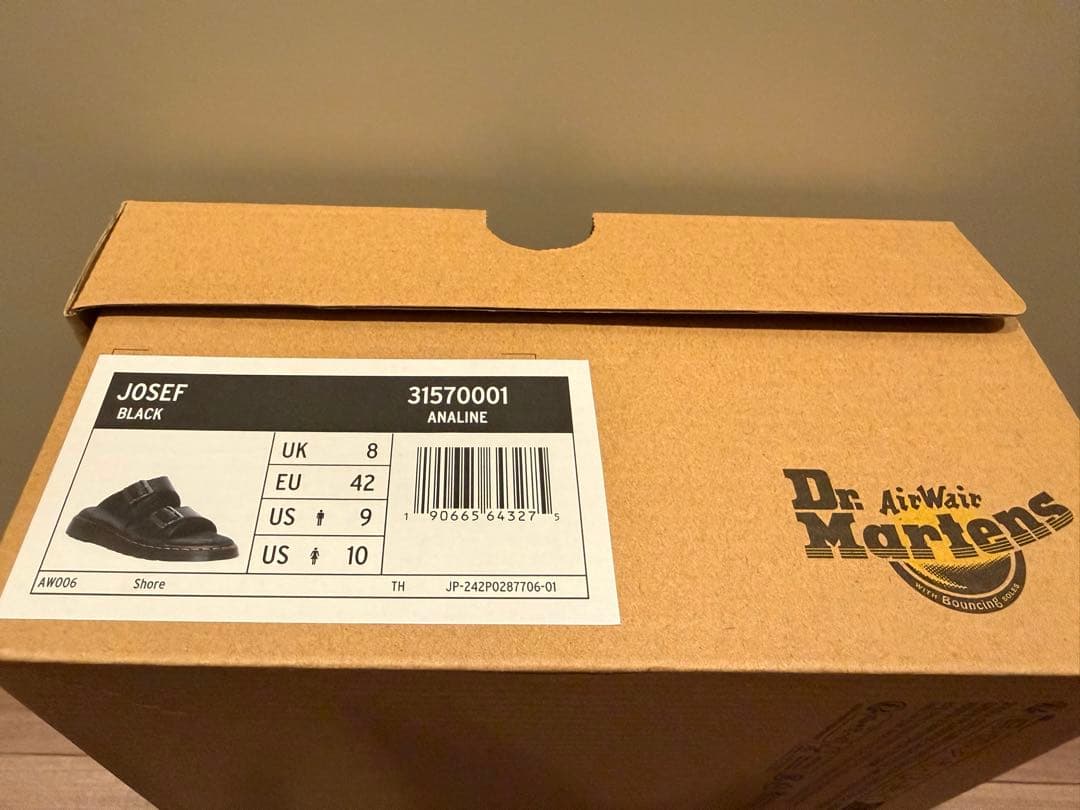 JOSEF
BLACK
31570001
ANALINE
UK 8
EU 42
US 9
US 10
1 90665 64327 5
AW006 Shore TH JP-242P0287706-01
Dr. AirWair
Martens
WITH Bouncing SOLES